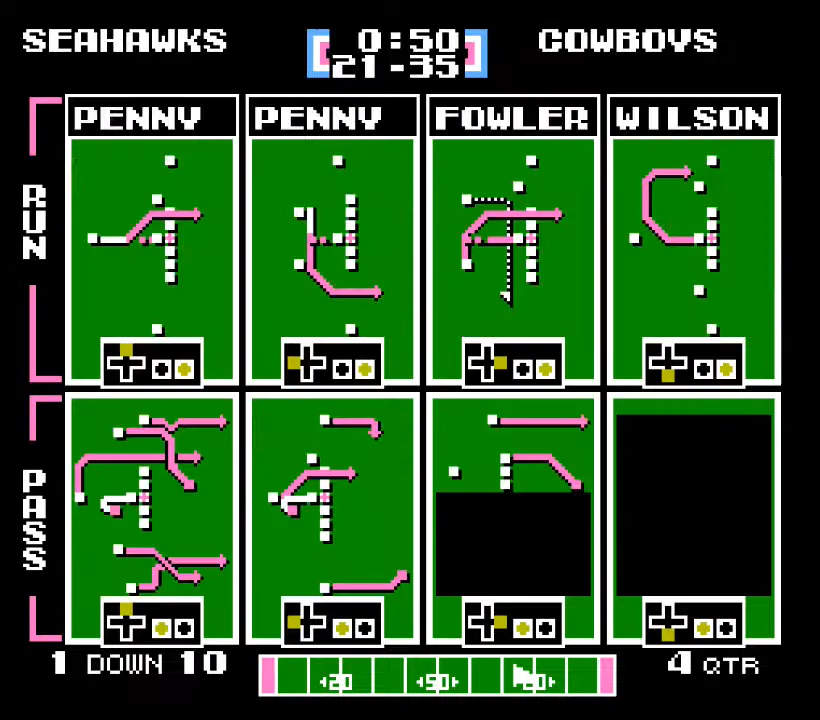 SEAHAWKS
0:50
COWBOYS
21-35
PENNY
PENNY
FOWLER
WILSON
RUN
PASS
1 DOWN 10
20
50
4 QTR